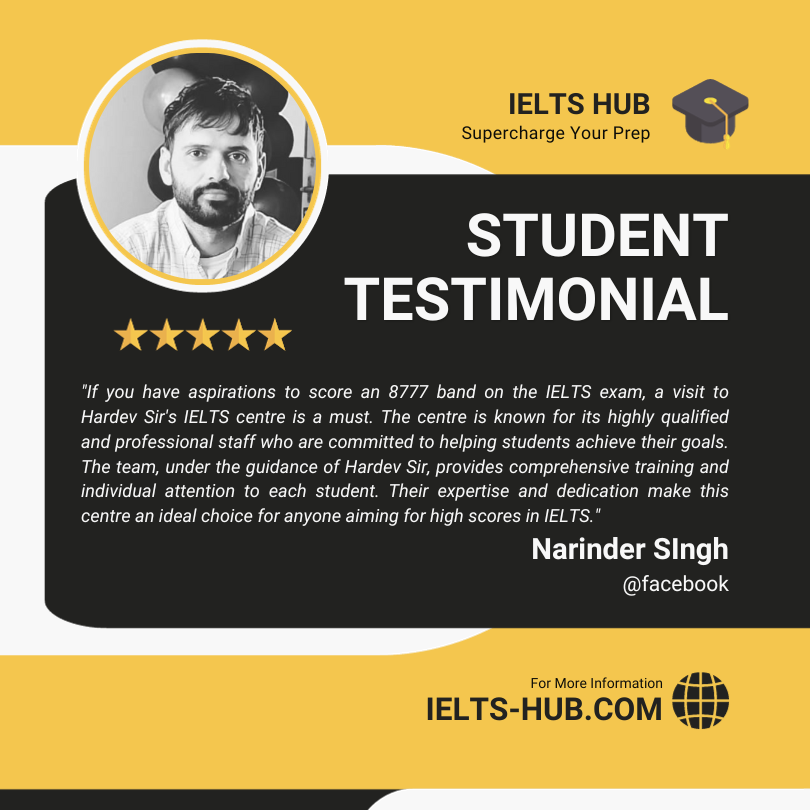 IELTS HUB
Supercharge Your Prep
STUDENT
TESTIMONIAL
"If you have aspirations to score an 8777 band on the IELTS exam, a visit to
Hardev Sir's IELTS centre is a must. The centre is known for its highly qualified
and professional staff who are committed to helping students achieve their goals.
The team, under the guidance of Hardev Sir, provides comprehensive training and
individual attention to each student. Their expertise and dedication make this
centre an ideal choice for anyone aiming for high scores in IELTS."
Narinder SIngh
@facebook
For More Information
IELTS-HUB.COM